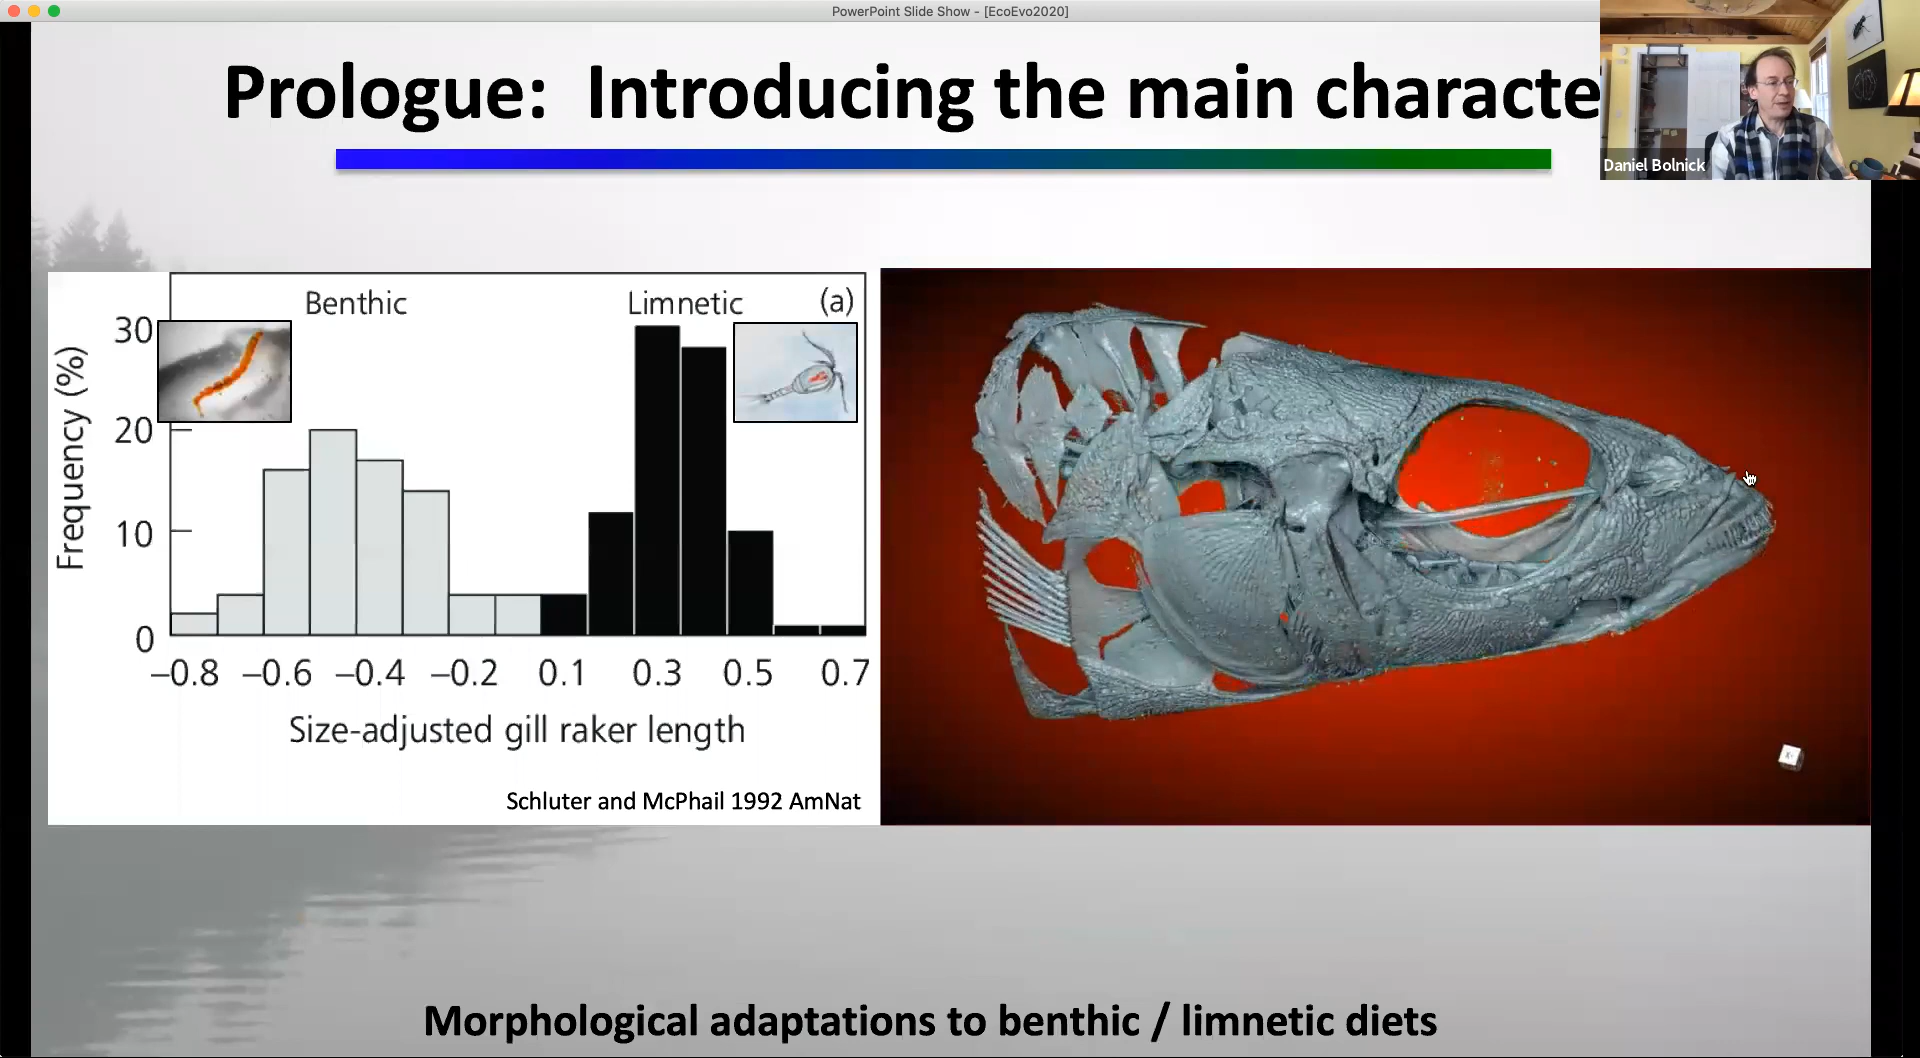 PowerPoint Slide Show - [EcoEvo2020]
Prologue: Introducing the main characte
Daniel Bolnick
Benthic
Limnetic
(a)
Frequency (%)
30
20
10
0
–0.8 –0.6 –0.4 –0.2 0.1 0.3 0.5 0.7
Size-adjusted gill raker length
Schluter and McPhail 1992 AmNat
Morphological adaptations to benthic / limnetic diets